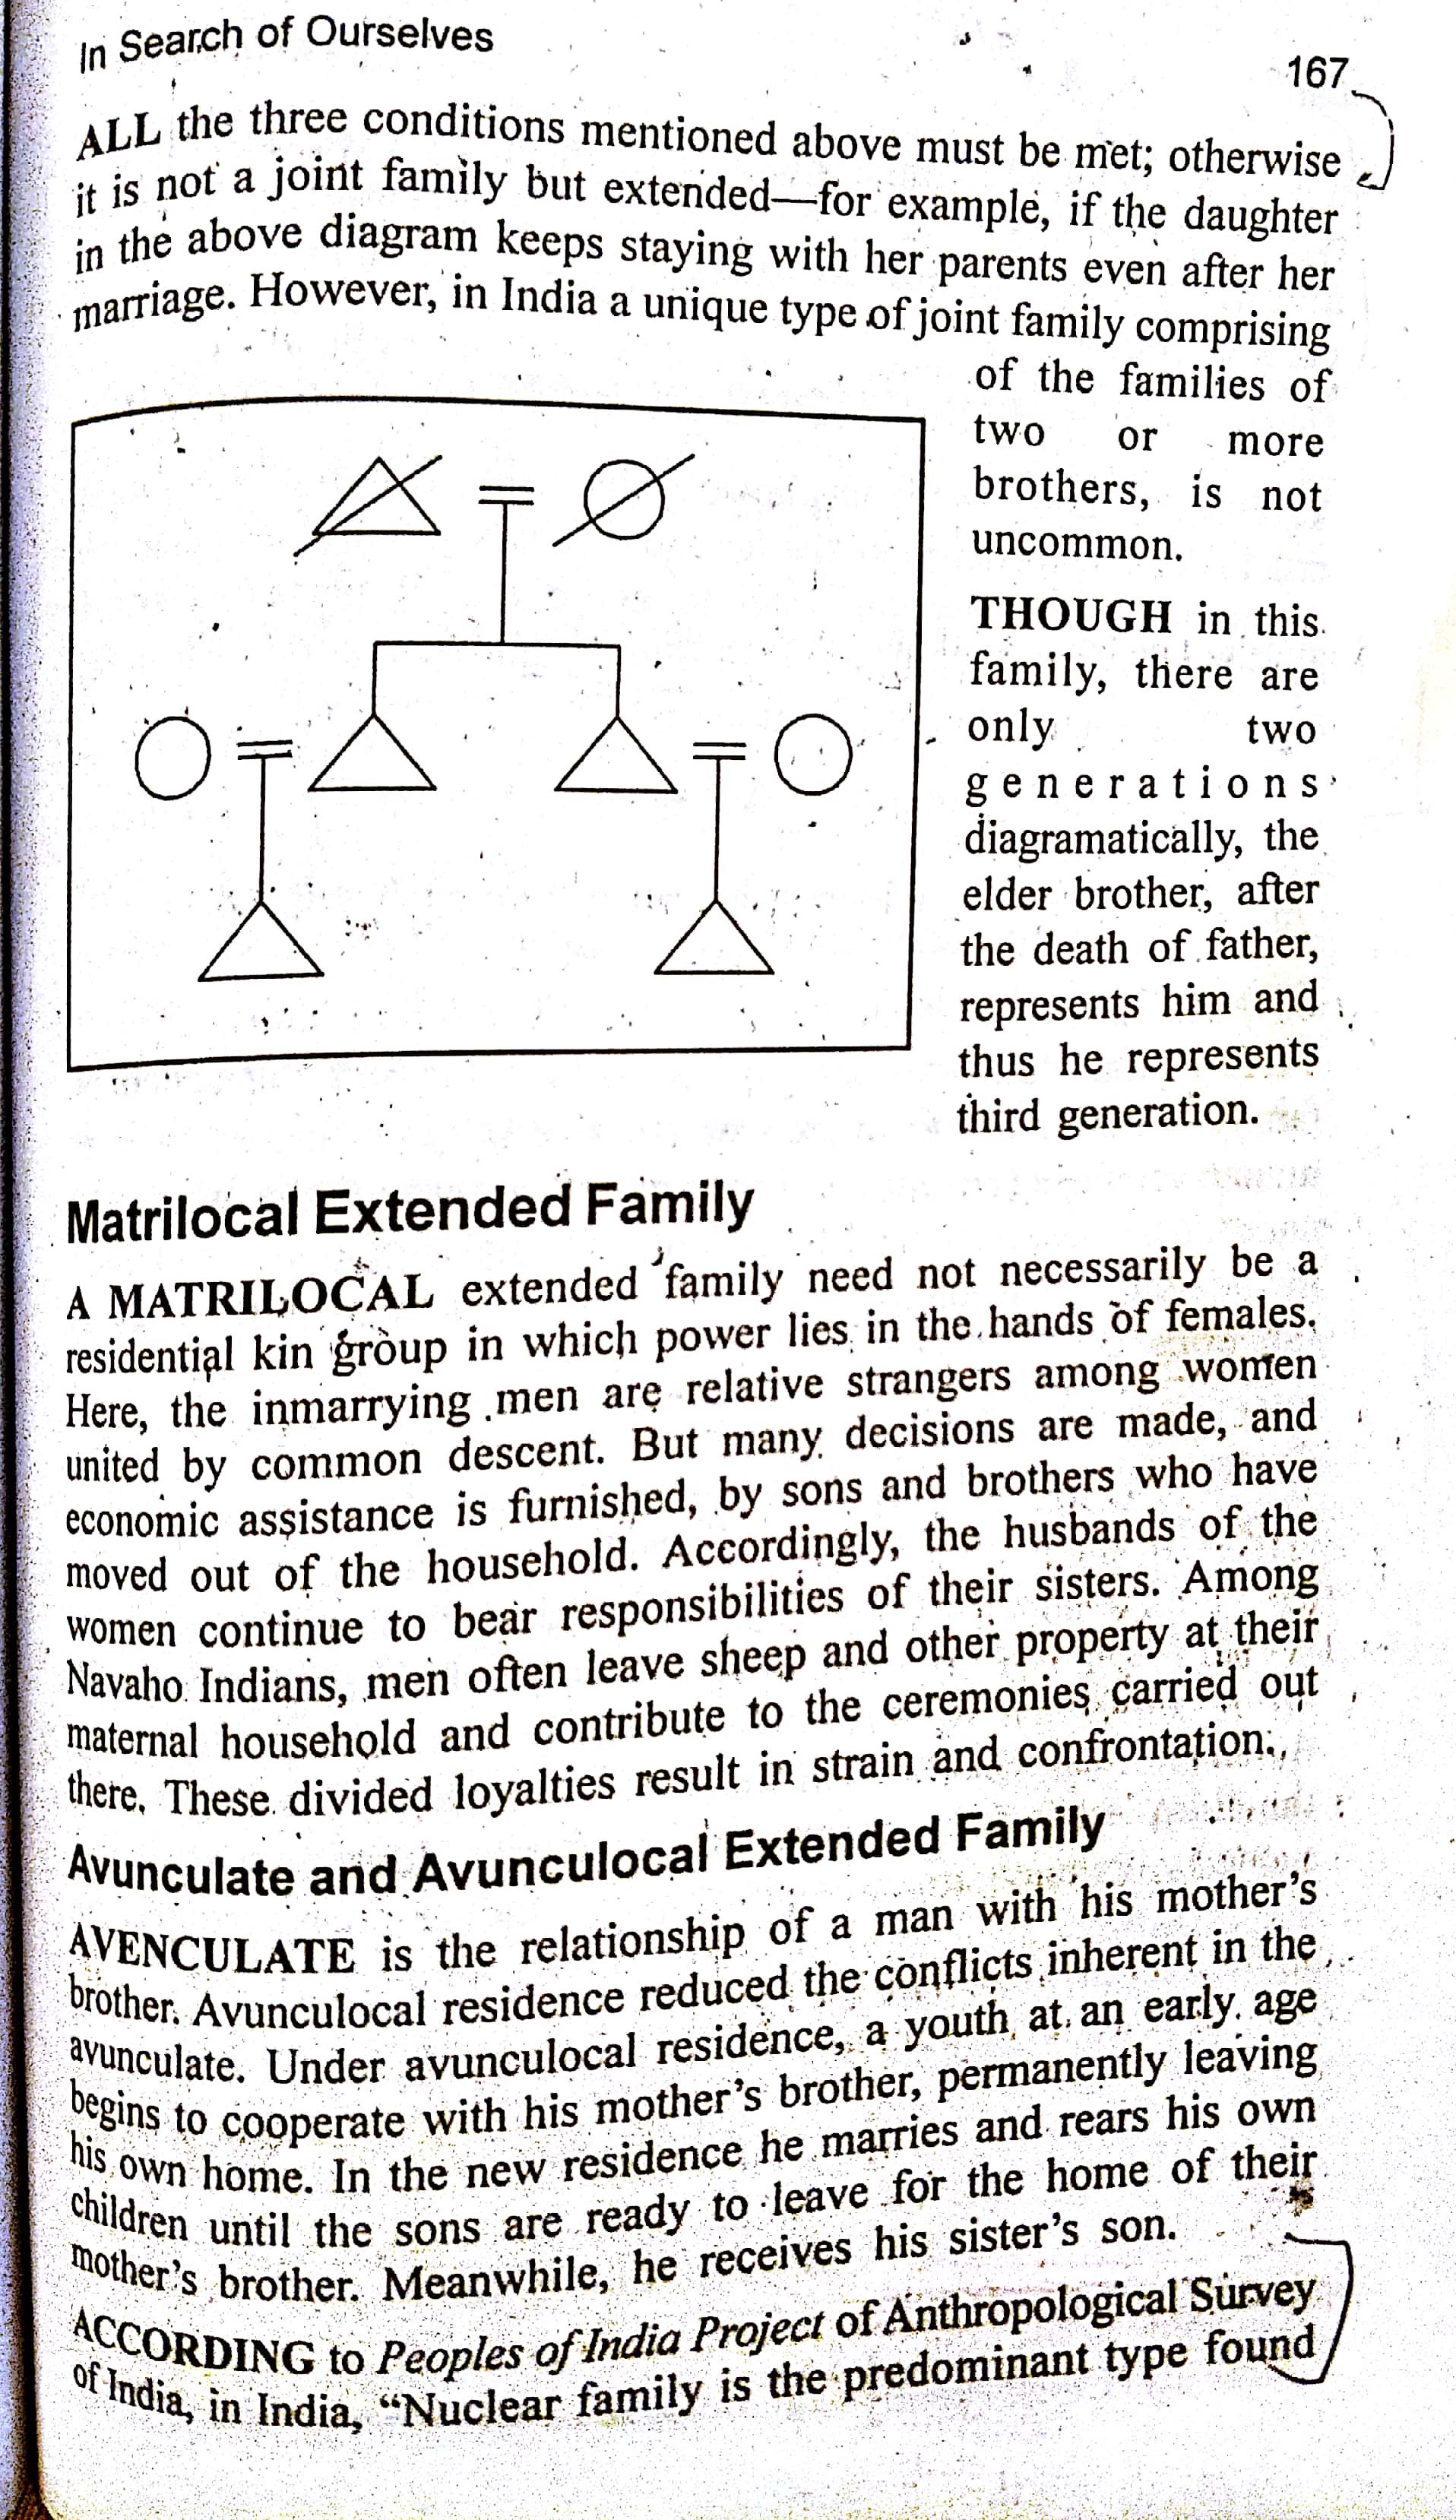 In Search of Ourselves
167
ALL the three conditions mentioned above must be met; otherwise
it is not a joint family but extended—for example, if the daughter
in the above diagram keeps staying with her parents even after her
marriage. However, in India a unique type of joint family comprising
of the families of
two or more
brothers, is not
uncommon.
THOUGH in this
family, there are
only two
generations
diagramatically, the
elder brother, after
the death of father,
represents him and
thus he represents
third generation.
Matrilocal Extended Family
A MATRILOCAL extended family need not necessarily be a
residential kin group in which power lies in the hands of females.
Here, the inmarrying men are relative strangers among women
united by common descent. But many decisions are made, and
economic assistance is furnished, by sons and brothers who have
moved out of the household. Accordingly, the husbands of the
women continue to bear responsibilities of their sisters. Among
Navaho Indians, men often leave sheep and other property at their
maternal household and contribute to the ceremonies carried out
there. These divided loyalties result in strain and confrontation.
Avunculate and Avunculocal Extended Family
AVENCULATE is the relationship of a man with his mother's
brother. Avunculocal residence reduced the conflicts inherent in the
avunculate. Under avunculocal residence, a youth at an early age
begins to cooperate with his mother's brother, permanently leaving
his own home. In the new residence he marries and rears his own
children until the sons are ready to leave for the home of their
mother's brother. Meanwhile, he receives his sister's son.
ACCORDING to Peoples of India Project of Anthropological Survey
of India, in India, “Nuclear family is the predominant type found